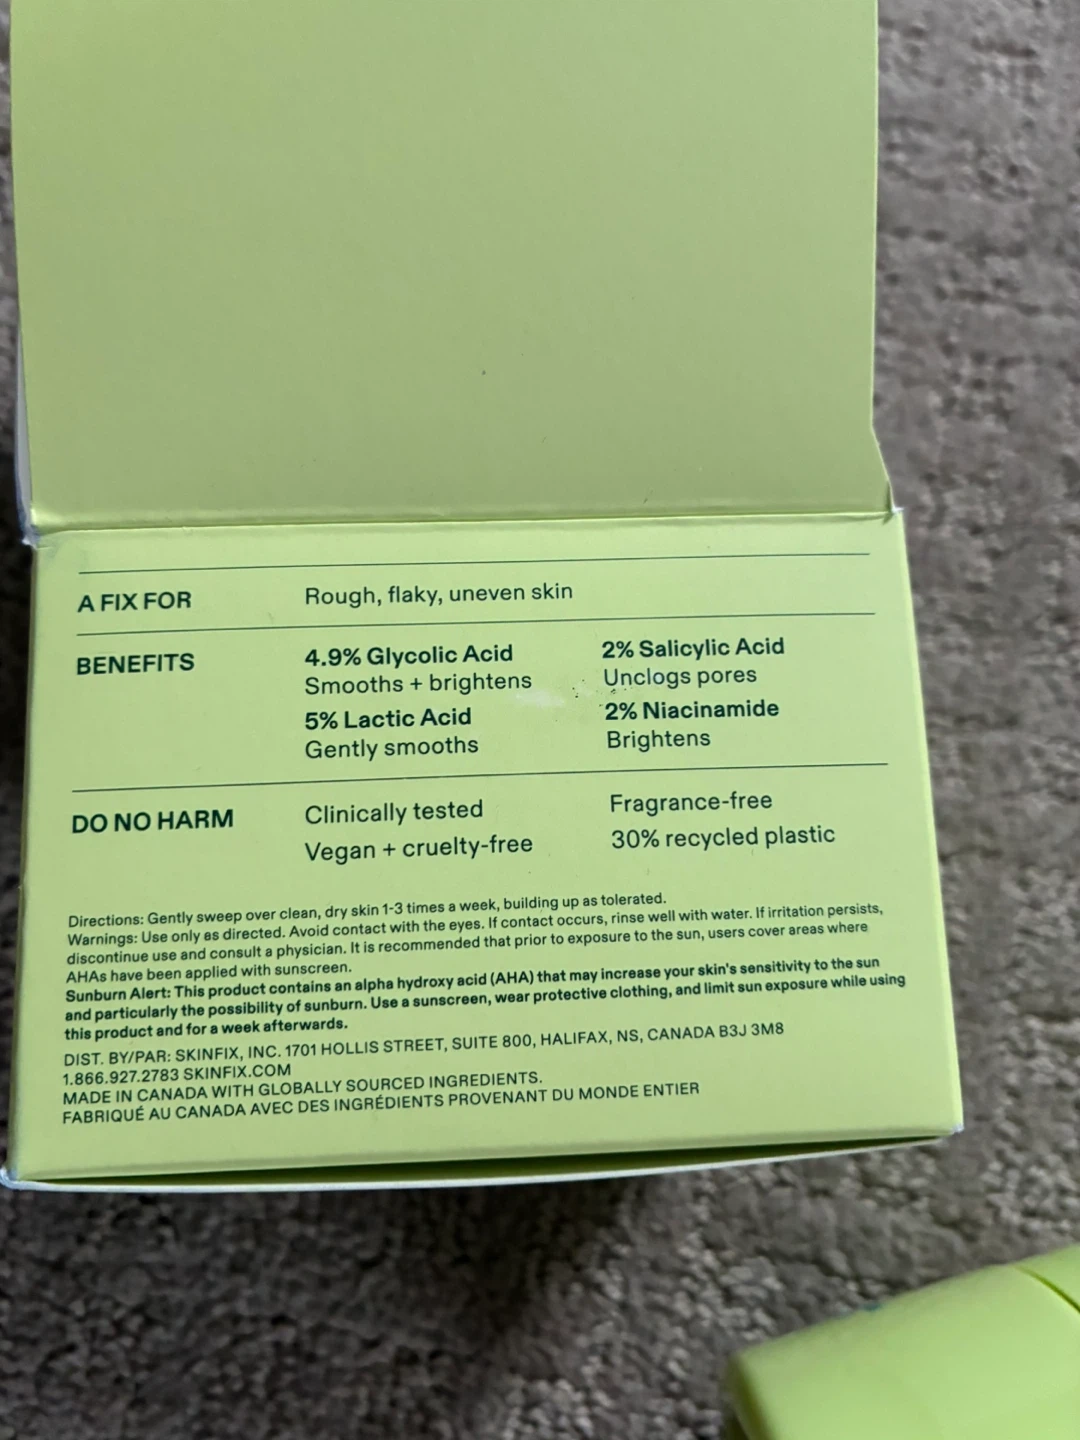 A FIX FOR Rough, flaky, uneven skin
BENEFITS 4.9% Glycolic Acid 2% Salicylic Acid
Smooths + brightens Unclogs pores
5% Lactic Acid 2% Niacinamide
Gently smooths Brightens
DO NO HARM Clinically tested Fragrance-free
Vegan + cruelty-free 30% recycled plastic
Directions: Gently sweep over clean, dry skin 1-3 times a week, building up as tolerated.
Warnings: Use only as directed. Avoid contact with the eyes. If contact occurs, rinse well with water. If irritation persists,
discontinue use and consult a physician. It is recommended that prior to exposure to the sun, users cover areas where
AHAs have been applied with sunscreen.
Sunburn Alert: This product contains an alpha hydroxy acid (AHA) that may increase your skin's sensitivity to the sun
and particularly the possibility of sunburn. Use a sunscreen, wear protective clothing, and limit sun exposure while using
this product and for a week afterwards.
DIST. BY/PAR: SKINFIX, INC. 1701 HOLLIS STREET, SUITE 800, HALIFAX, NS, CANADA B3J 3M8
1.866.927.2783 SKINFIX.COM
MADE IN CANADA WITH GLOBALLY SOURCED INGREDIENTS.
FABRIQUÉ AU CANADA AVEC DES INGRÉDIENTS PROVENANT DU MONDE ENTIER